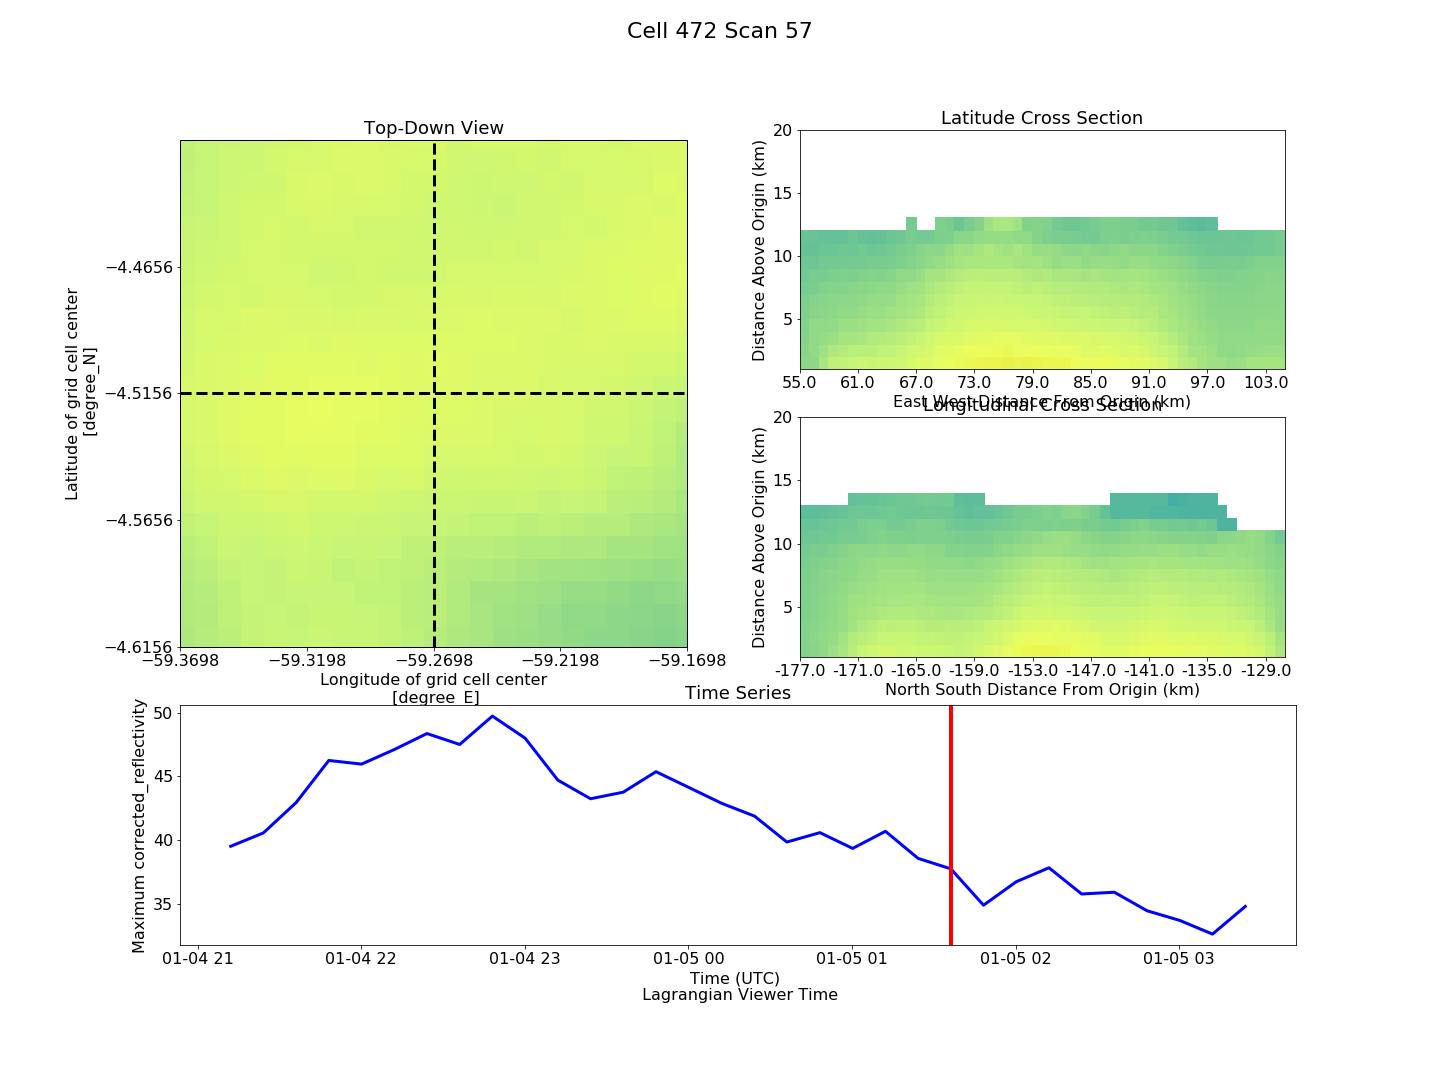 Cell 472 Scan 57
Top-Down View
−4.4656
−4.5156
−4.5656
−4.6156
Latitude of grid cell center
[degree_N]
−59.3698 −59.3198 −59.2698 −59.2198 −59.1698
Longitude of grid cell center
[degree_E]
Latitude Cross Section
20
15
10
5
Distance Above Origin (km)
55.0 61.0 67.0 73.0 79.0 85.0 91.0 97.0 103.0
East West Distance From Origin (km)
Longitudinal Cross Section
20
15
10
5
Distance Above Origin (km)
-177.0 -171.0 -165.0 -159.0 -153.0 -147.0 -141.0 -135.0 -129.0
North South Distance From Origin (km)
Time Series
50
45
40
35
Maximum corrected_reflectivity
01-04 21 01-04 22 01-04 23 01-05 00 01-05 01 01-05 02 01-05 03
Time (UTC)
Lagrangian Viewer Time